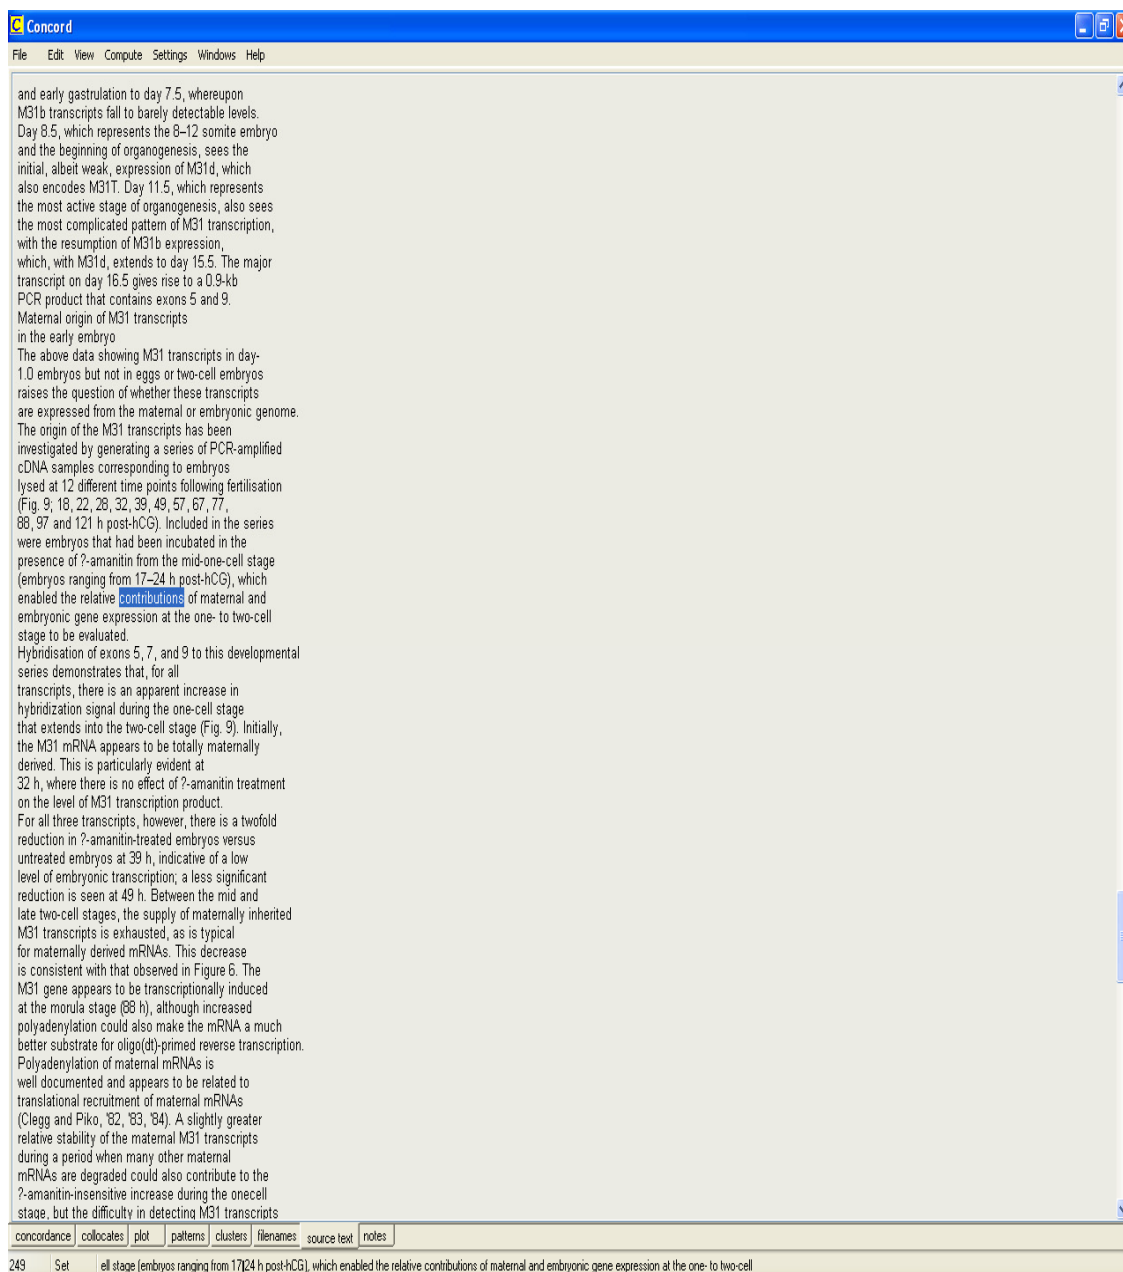 Concord
File Edit View Compute Settings Windows Help
and early gastrulation to day 7.5, whereupon
M31b transcripts fall to barely detectable levels.
Day 8.5, which represents the 8–12 somite embryo
and the beginning of organogenesis, sees the
initial, albeit weak, expression of M31d, which
also encodes M31T. Day 11.5, which represents
the most active stage of organogenesis, also sees
the most complicated pattern of M31 transcription,
with the resumption of M31b expression,
which, with M31d, extends to day 15.5. The major
transcript on day 16.5 gives rise to a 0.9-kb
PCR product that contains exons 5 and 9.
Maternal origin of M31 transcripts
in the early embryo
The above data showing M31 transcripts in day-
1.0 embryos but not in eggs or two-cell embryos
raises the question of whether these transcripts
are expressed from the maternal or embryonic genome.
The origin of the M31 transcripts has been
investigated by generating a series of PCR-amplified
cDNA samples corresponding to embryos
lysed at 12 different time points following fertilisation
(Fig. 9; 18, 22, 28, 32, 39, 49, 57, 67, 77,
88, 97 and 121 h post-hCG). Included in the series
were embryos that had been incubated in the
presence of ?-amanitin from the mid-one-cell stage
(embryos ranging from 17–24 h post-hCG), which
enabled the relative contributions of maternal and
embryonic gene expression at the one- to two-cell
stage to be evaluated.
Hybridisation of exons 5, 7, and 9 to this developmental
series demonstrates that, for all
transcripts, there is an apparent increase in
hybridization signal during the one-cell stage
that extends into the two-cell stage (Fig. 9). Initially,
the M31 mRNA appears to be totally maternally
derived. This is particularly evident at
32 h, where there is no effect of ?-amanitin treatment
on the level of M31 transcription product.
For all three transcripts, however, there is a twofold
reduction in ?-amanitin-treated embryos versus
untreated embryos at 39 h, indicative of a low
level of embryonic transcription; a less significant
reduction is seen at 49 h. Between the mid and
late two-cell stages, the supply of maternally inherited
M31 transcripts is exhausted, as is typical
for maternally derived mRNAs. This decrease
is consistent with that observed in Figure 6. The
M31 gene appears to be transcriptionally induced
at the morula stage (88 h), although increased
polyadenylation could also make the mRNA a much
better substrate for oligo(dt)-primed reverse transcription.
Polyadenylation of maternal mRNAs is
well documented and appears to be related to
translational recruitment of maternal mRNAs
(Clegg and Piko, '82, '83, '84). A slightly greater
relative stability of the maternal M31 transcripts
during a period when many other maternal
mRNAs are degraded could also contribute to the
?-amanitin-insensitive increase during the onecell
stage, but the difficulty in detecting M31 transcripts
concordance collocates plot patterns clusters filenames source text notes
249 Set ell stage (embryos ranging from 17|24 h post-hCG), which enabled the relative contributions of maternal and embryonic gene expression at the one- to two-cell